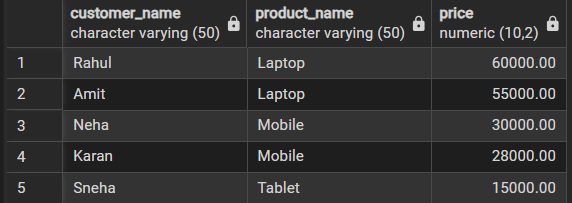 customer_name product_name price
character varying (50) character varying (50) numeric (10,2)
1 Rahul Laptop 60000.00
2 Amit Laptop 55000.00
3 Neha Mobile 30000.00
4 Karan Mobile 28000.00
5 Sneha Tablet 15000.00